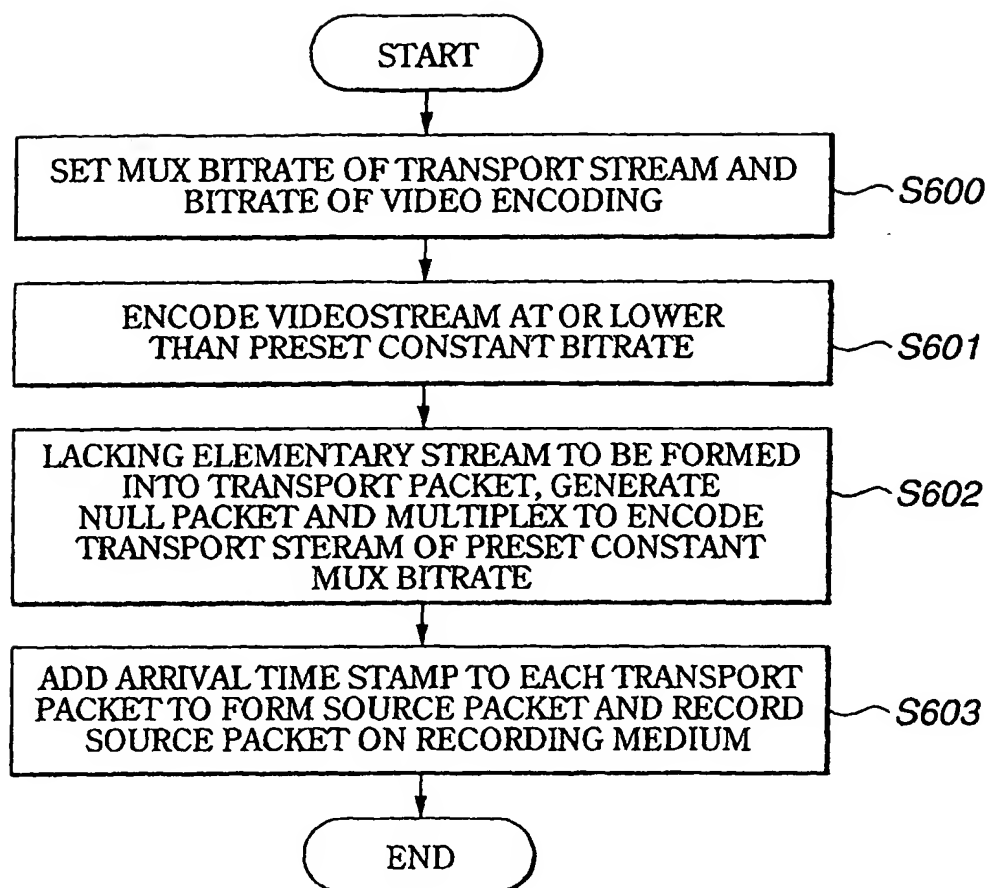 START
SET MUX BITRATE OF TRANSPORT STREAM AND
BITRATE OF VIDEO ENCODING
S600
ENCODE VIDEOSTREAM AT OR LOWER
THAN PRESET CONSTANT BITRATE
S601
LACKING ELEMENTARY STREAM TO BE FORMED
INTO TRANSPORT PACKET, GENERATE
NULL PACKET AND MULTIPLEX TO ENCODE
TRANSPORT STERAM OF PRESET CONSTANT
MUX BITRATE
S602
ADD ARRIVAL TIME STAMP TO EACH TRANSPORT
PACKET TO FORM SOURCE PACKET AND RECORD
SOURCE PACKET ON RECORDING MEDIUM
S603
END